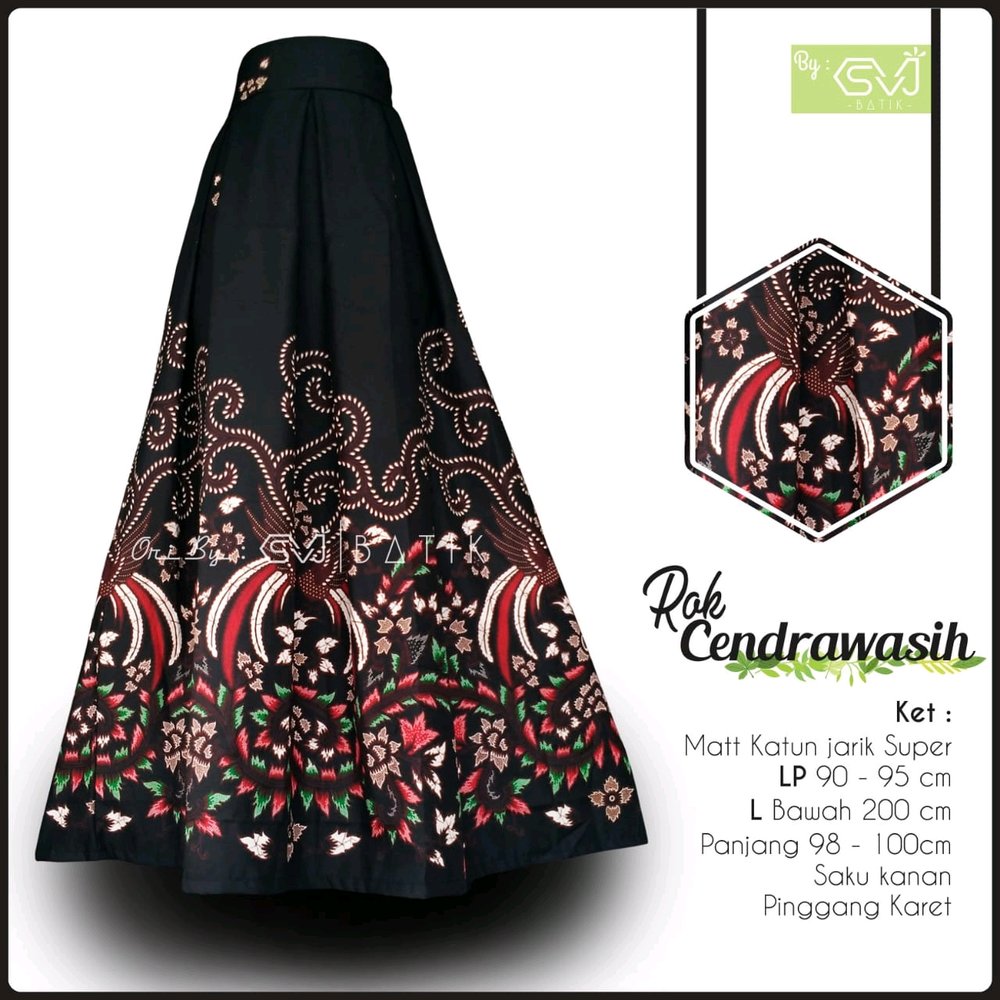 By :
SVJ
-BATIK-
Ori By : SVJ|BATIK
Rok
Cendrawasih
Ket :
Matt Katun jarik Super
LP 90 - 95 cm
L Bawah 200 cm
Panjang 98 - 100cm
Saku kanan
Pinggang Karet